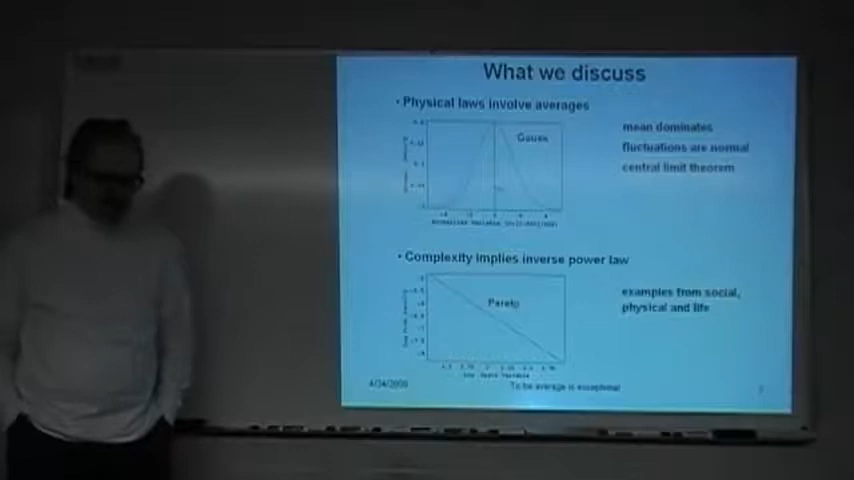 What we discuss
• Physical laws involve averages
Gauss
mean dominates
fluctuations are normal
central limit theorem
• Complexity implies inverse power law
Pareto
examples from social,
physical and life
To be average is exceptional